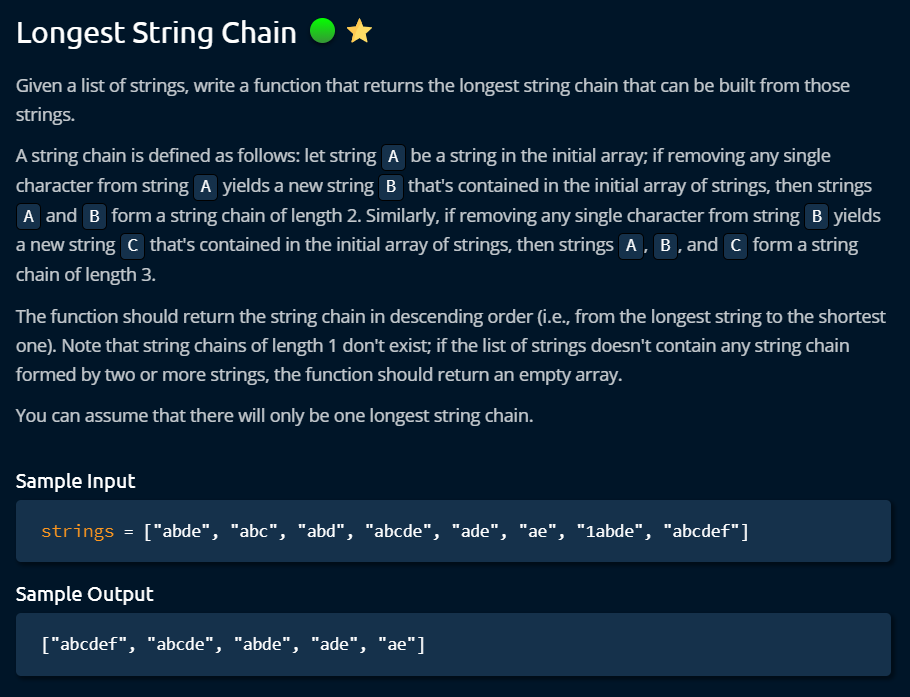 Longest String Chain
Given a list of strings, write a function that returns the longest string chain that can be built from those
strings.
A string chain is defined as follows: let string A be a string in the initial array; if removing any single
character from string A yields a new string B that's contained in the initial array of strings, then strings
A and B form a string chain of length 2. Similarly, if removing any single character from string B yields
a new string C that's contained in the initial array of strings, then strings A, B, and C form a string
chain of length 3.
The function should return the string chain in descending order (i.e., from the longest string to the shortest
one). Note that string chains of length 1 don't exist; if the list of strings doesn't contain any string chain
formed by two or more strings, the function should return an empty array.
You can assume that there will only be one longest string chain.
Sample Input
strings = ["abde", "abc", "abd", "abcde", "ade", "ae", "1abde", "abcdef"]
Sample Output
["abcdef", "abcde", "abde", "ade", "ae"]